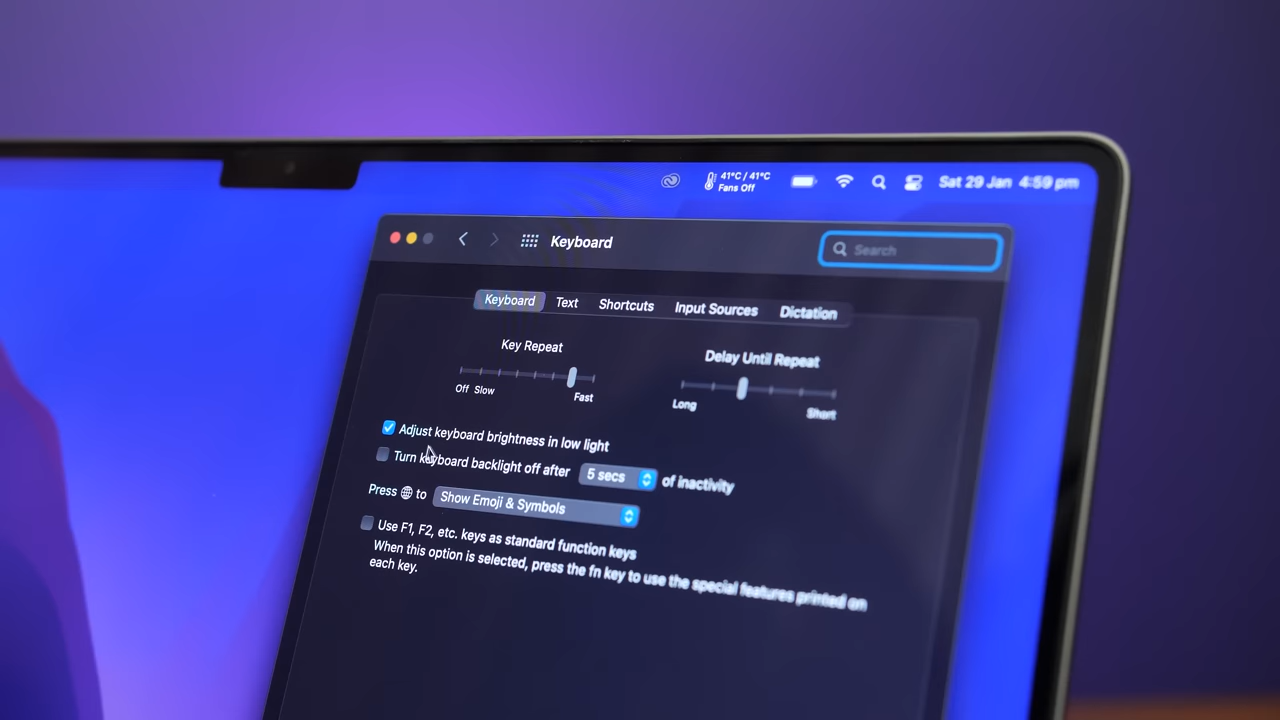 41°C / 41°C
Fans Off
Sat 29 Jan 4:59 pm
Keyboard
Search
Keyboard Text Shortcuts Input Sources Dictation
Key Repeat
Delay Until Repeat
Off Slow Fast
Long Short
Adjust keyboard brightness in low light
Turn keyboard backlight off after 5 secs of inactivity
Press to Show Emoji & Symbols
Use F1, F2, etc. keys as standard function keys
When this option is selected, press the fn key to use the special features printed on
each key.